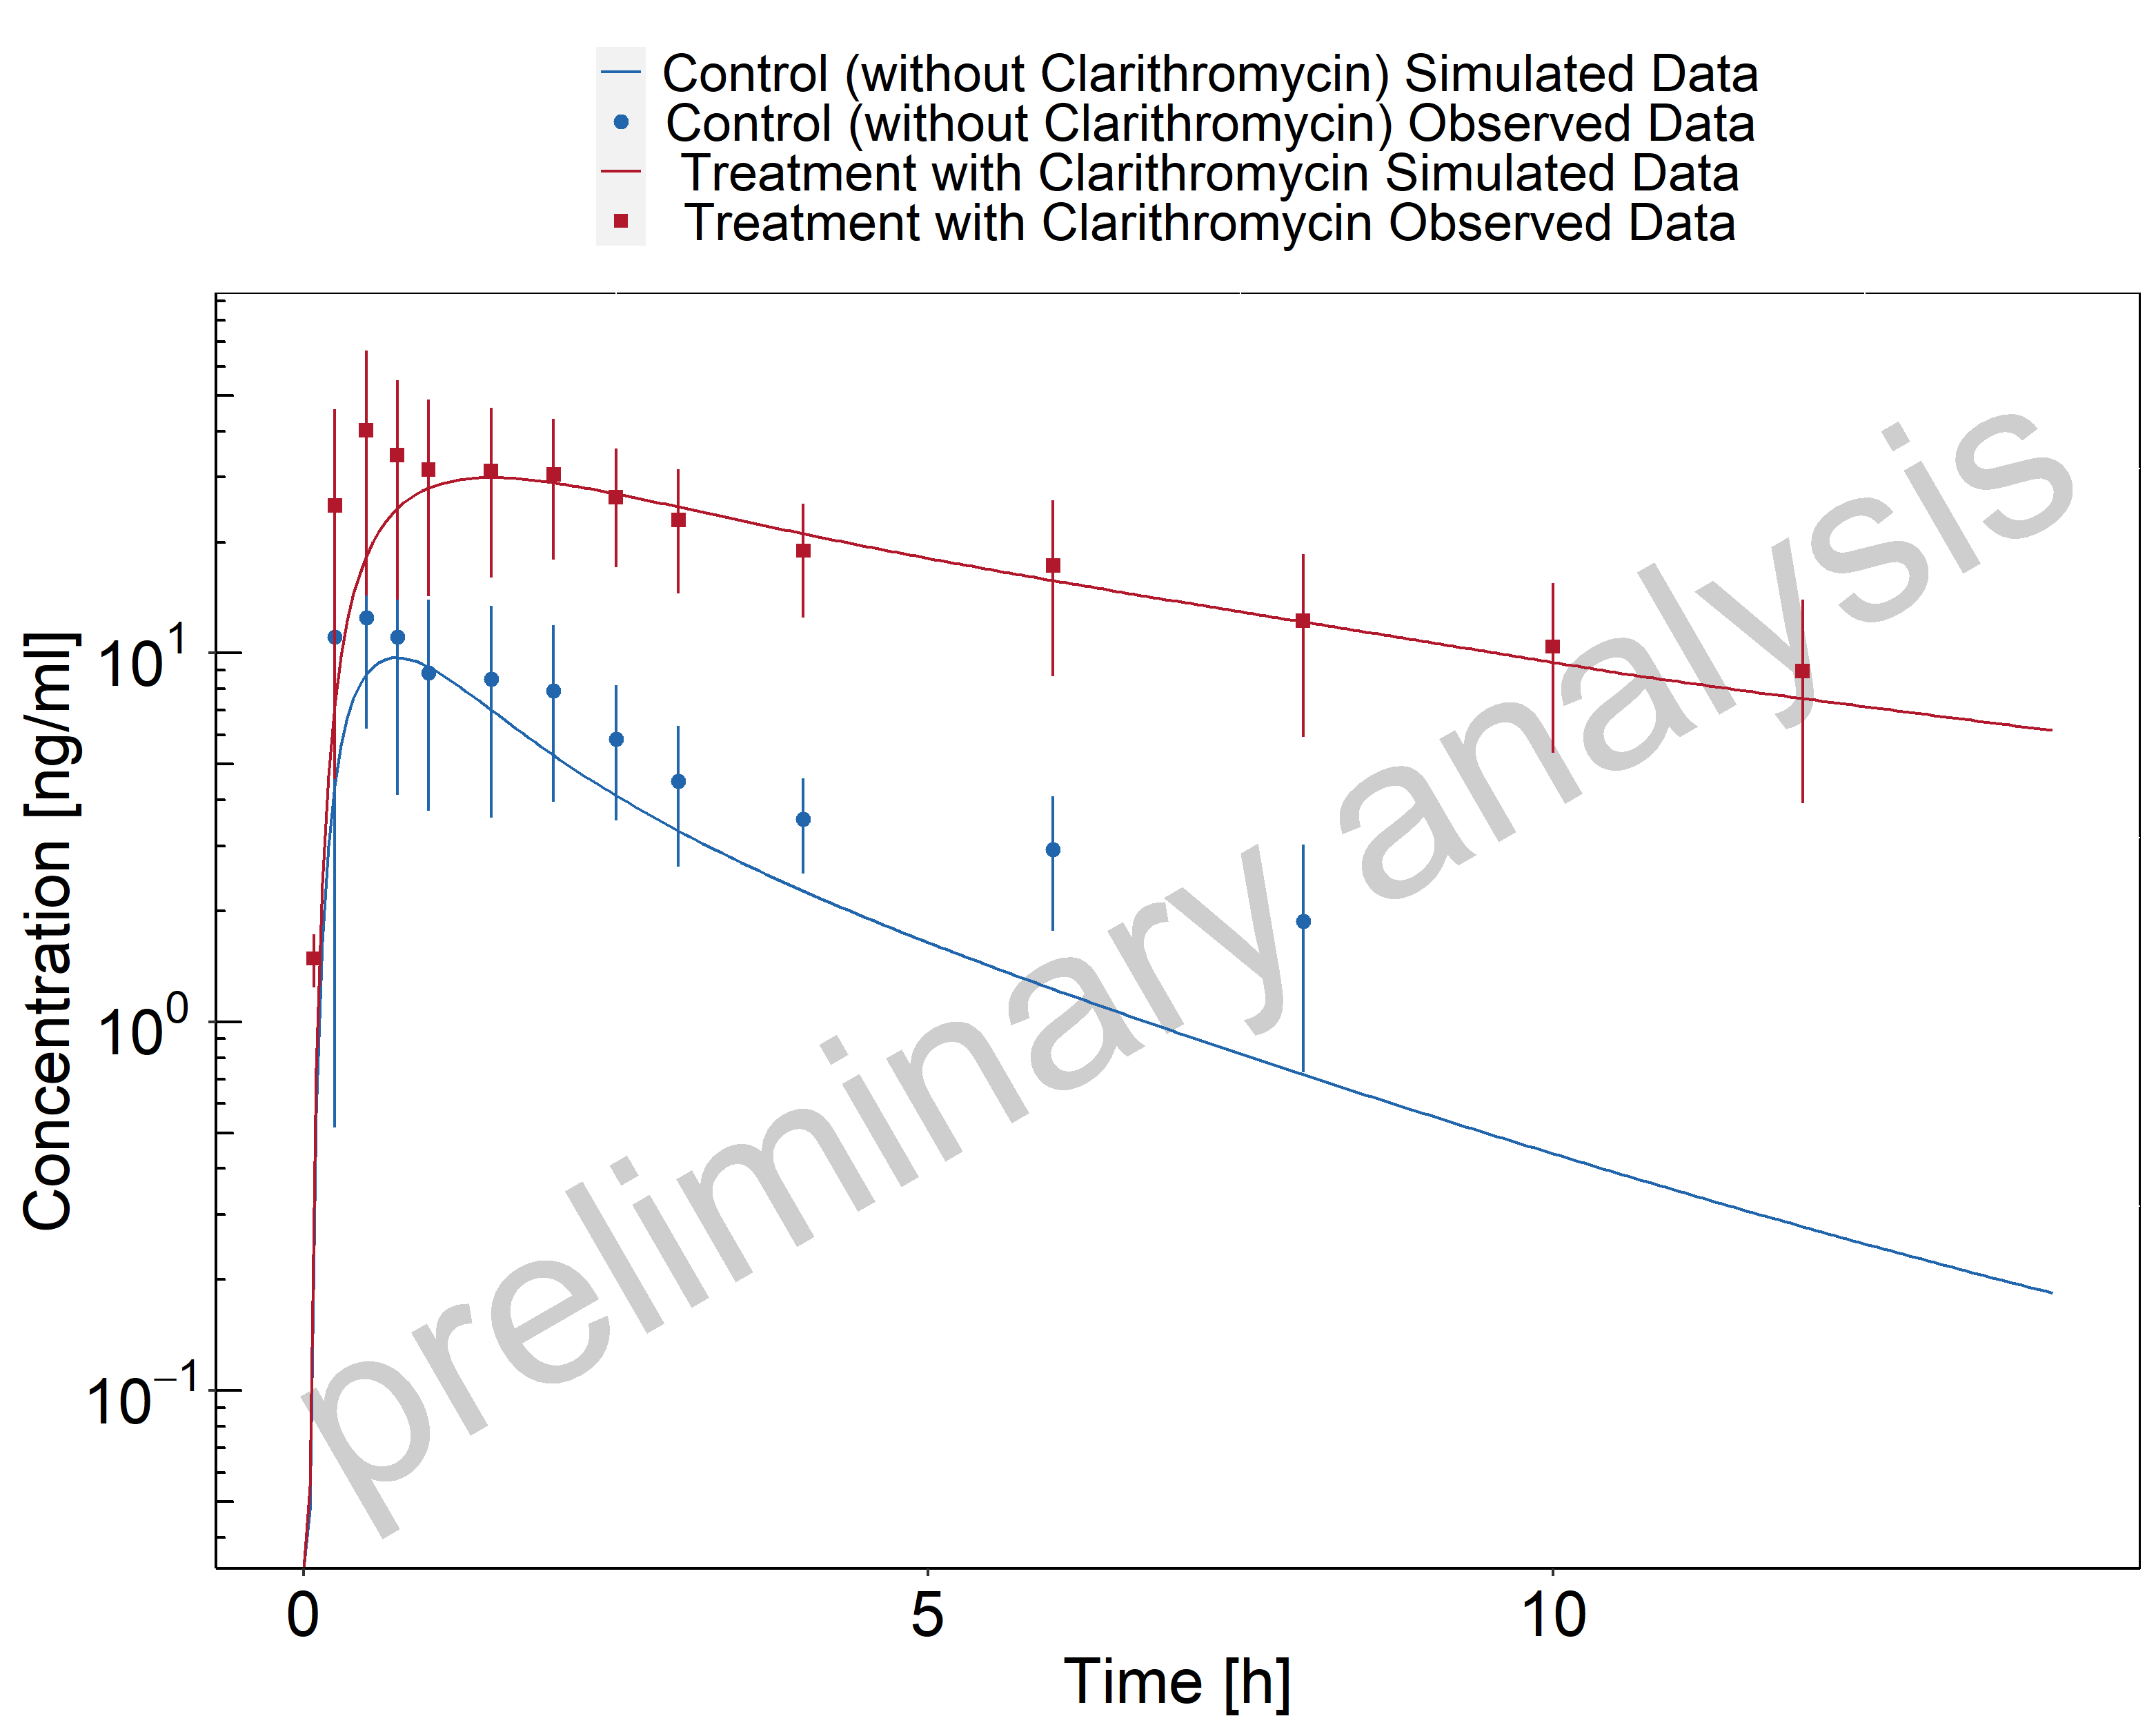 Control (without Clarithromycin) Simulated Data
Control (without Clarithromycin) Observed Data
Treatment with Clarithromycin Simulated Data
Treatment with Clarithromycin Observed Data
Concentration [ng/ml]
10¹
10⁰
10⁻¹
preliminary analysis
0 5 10
Time [h]